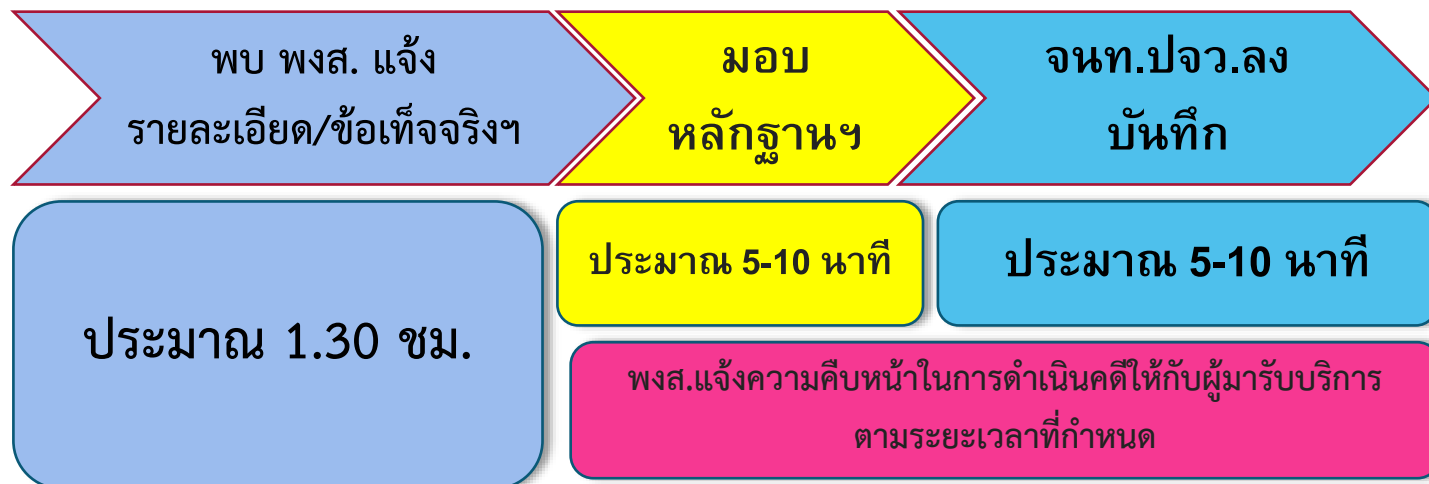 พบ พงส. แจ้ง
รายละเอียด/ข้อเท็จจริงฯ
มอบ
หลักฐานฯ
จนท.ปจว.ลง
บันทึก
ประมาณ 1.30 ชม.
ประมาณ 5-10 นาที
ประมาณ 5-10 นาที
พงส.แจ้งความคืบหน้าในการดำเนินคดีให้กับผู้มารับบริการ
ตามระยะเวลาที่กำหนด